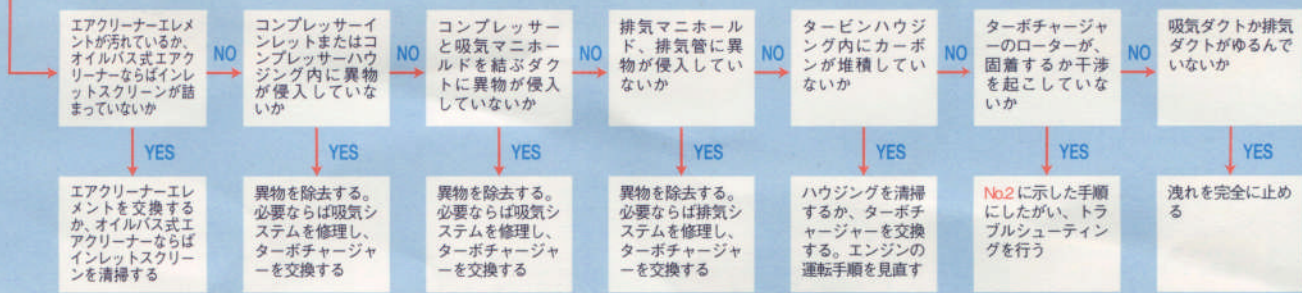 エアクリーナーエレメ
ントが汚れているか、
オイルバス式エアク
リーナーならばインレ
ットスクリーンが詰
まっていないか
NO
コンプレッサーイ
ンレットまたはコ
ンプレッサーハウ
ジング内に異物
が侵入していな
いか
NO
コンプレッサー
と吸気マニホー
ルドを結ぶダク
トに異物が侵入
していないか
NO
排気マニホール
ド、排気管に異
物が侵入してい
ないか
NO
タービンハウジ
ング内にカーボ
ンが堆積してい
ないか
NO
ターボチャージャ
ーのローターが、
固着するか干渉
を起こしていな
いか
NO
吸気ダクトか排気
ダクトがゆるんで
いないか
YES
YES
YES
YES
YES
YES
YES
エアクリーナーエレ
メントを交換する
か、オイルバス式エ
アクリーナーならば
インレットスクリー
ンを清掃する
異物を除去する。
必要ならば吸気シ
ステムを修理し、
ターボチャージャ
ーを交換する
異物を除去する。
必要ならば吸気シ
ステムを修理し、
ターボチャージャ
ーを交換する
異物を除去する。
必要ならば排気シ
ステムを修理し、
ターボチャージャ
ーを交換する
ハウジングを清掃
するか、ターボチ
ャージャーを交換
する。エンジンの
運転手順を見直す
No.2に示した手順
にしたがい、トラ
ブルシューティン
グを行う
洩れを完全に止め
る